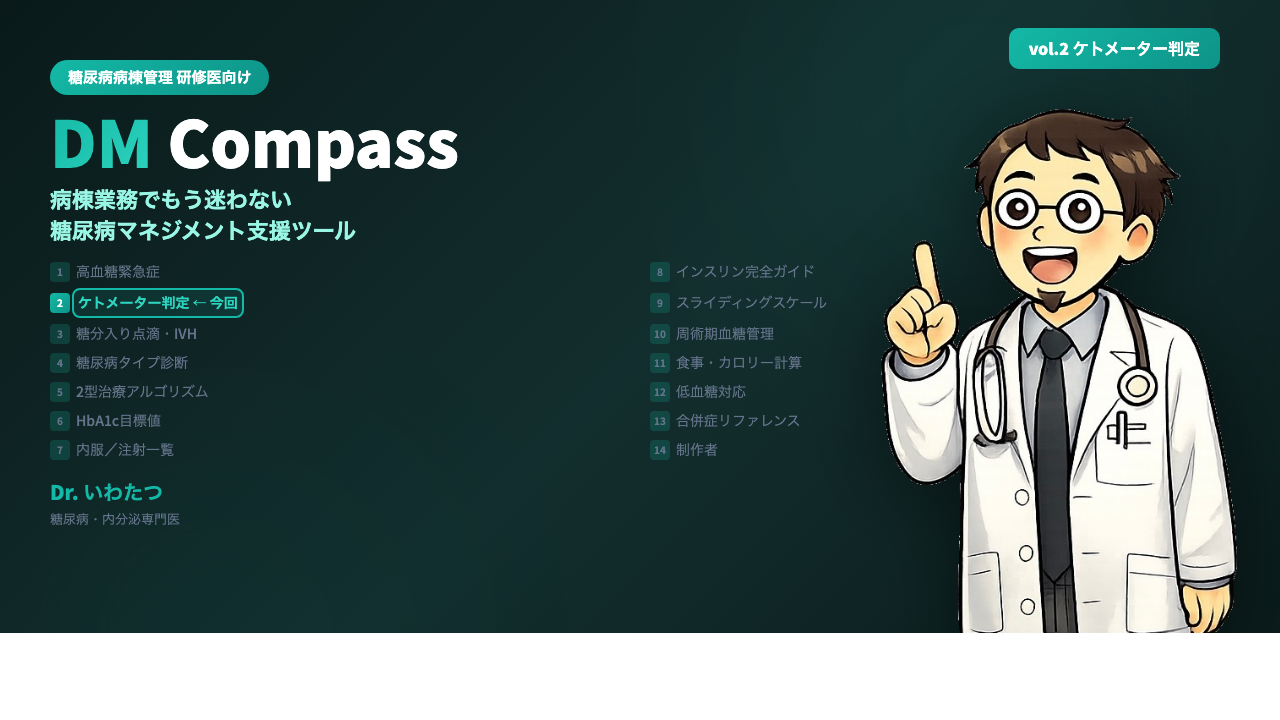 vol.2 ケトメーター判定
糖尿病病棟管理 研修医向け
DM Compass
病棟業務でもう迷わない
糖尿病マネジメント支援ツール
1 高血糖緊急症
2 ケトメーター判定 ← 今回
3 糖分入り点滴・IVH
4 糖尿病タイプ診断
5 2型治療アルゴリズム
6 HbA1c目標値
7 内服／注射一覧
8 インスリン完全ガイド
9 スライディングスケール
10 周術期血糖管理
11 食事・カロリー計算
12 低血糖対応
13 合併症リファレンス
14 制作者
Dr. いわたつ
糖尿病・内分泌専門医